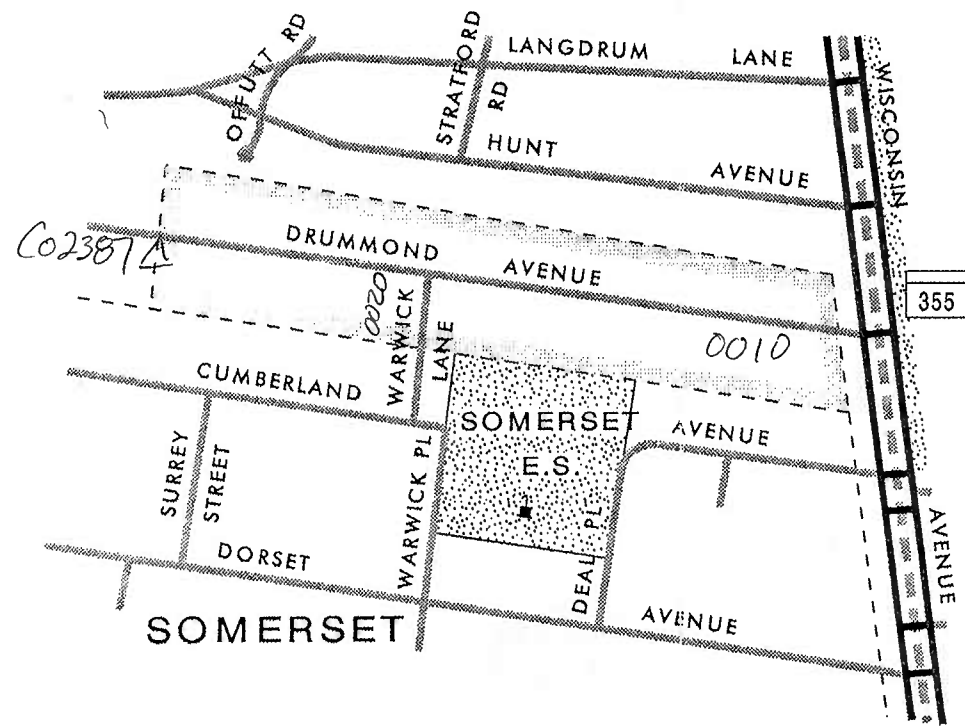 OFFUTT RD
STRATFORD RD
LANGDRUM LANE
WISCONSIN
HUNT AVENUE
DRUMMOND AVENUE
CO2387A
0020
WARWICK LANE
0010
355
CUMBERLAND AVENUE
SOMERSET E.S.
SURREY STREET
WARWICK PL
DEAL PL
DORSET AVENUE
AVENUE
SOMERSET